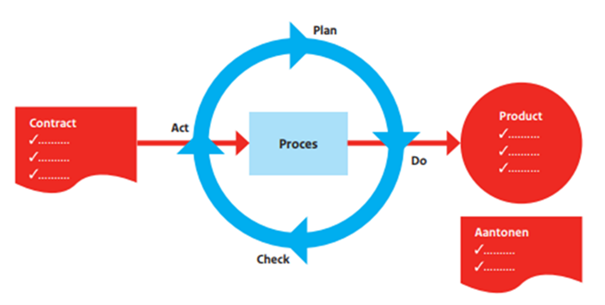 Plan
Contract
✓..........
✓..........
✓..........
Act
Proces
Do
Product
✓..........
✓..........
✓..........
Check
Aantonen
✓..........
✓..........